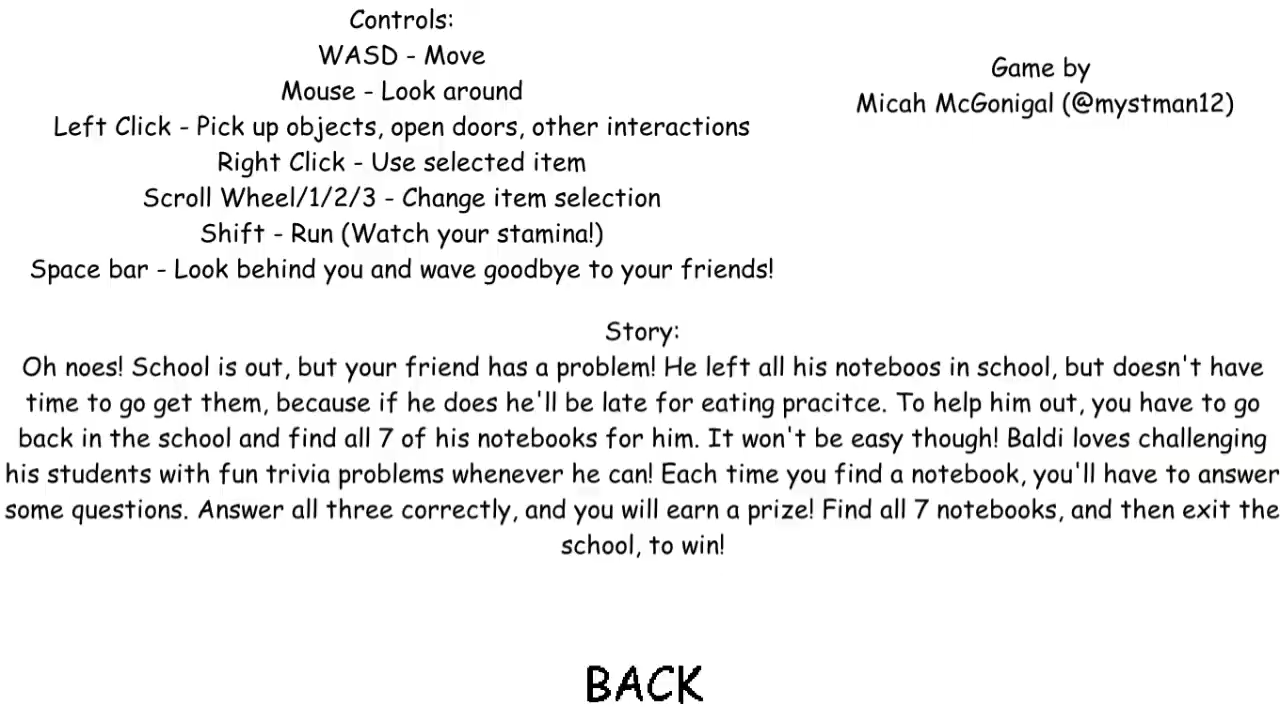 Controls:
WASD - Move
Mouse - Look around
Left Click - Pick up objects, open doors, other interactions
Right Click - Use selected item
Scroll Wheel/1/2/3 - Change item selection
Shift - Run (Watch your stamina!)
Space bar - Look behind you and wave goodbye to your friends!
Game by
Micah McGonigal (@mystman12)
Story:
Oh noes! School is out, but your friend has a problem! He left all his noteboos in school, but doesn't have
time to go get them, because if he does he'll be late for eating pracitce. To help him out, you have to go
back in the school and find all 7 of his notebooks for him. It won't be easy though! Baldi loves challenging
his students with fun trivia problems whenever he can! Each time you find a notebook, you'll have to answer
some questions. Answer all three correctly, and you will earn a prize! Find all 7 notebooks, and then exit the
school, to win!
BACK